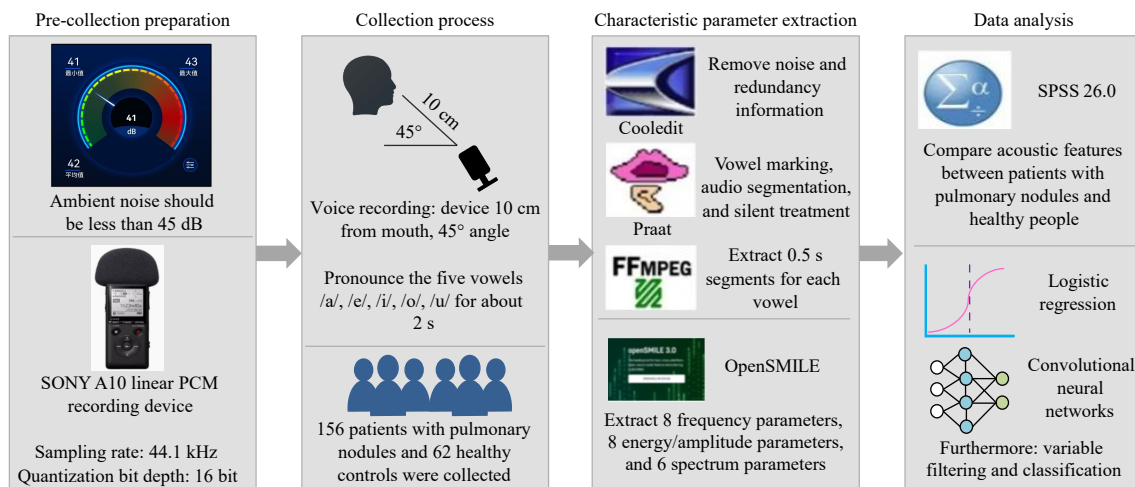 Pre-collection preparation
41
最小值
43
最大值
41
dB
42
平均值
Ambient noise should
be less than 45 dB
SONY A10 linear PCM
recording device
Sampling rate: 44.1 kHz
Quantization bit depth: 16 bit
Collection process
10 cm
45°
Voice recording: device 10 cm
from mouth, 45° angle
Pronounce the five vowels
/a/, /e/, /i/, /o/, /u/ for about
2 s
156 patients with pulmonary
nodules and 62 healthy
controls were collected
Characteristic parameter extraction
Remove noise and
redundancy
information
Cooledit
Vowel marking,
audio segmentation,
and silent treatment
Praat
FFMPEG
Extract 0.5 s
segments for each
vowel
openSMILE 3.0
OpenSMILE
Extract 8 frequency parameters,
8 energy/amplitude parameters,
and 6 spectrum parameters
Data analysis
Σ α
÷
SPSS 26.0
Compare acoustic features
between patients with
pulmonary nodules and
healthy people
Logistic
regression
Convolutional
neural
networks
Furthermore: variable
filtering and classification